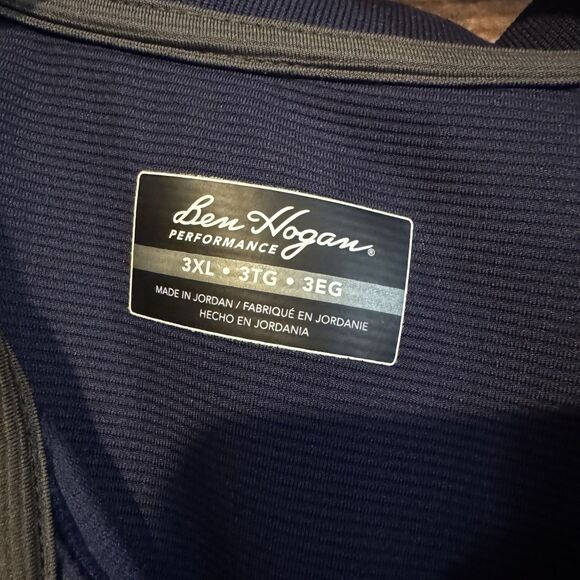 Ben Hogan®
PERFORMANCE
3XL • 3TG • 3EG
MADE IN JORDAN / FABRIQUÉ EN JORDANIE
HECHO EN JORDANIA